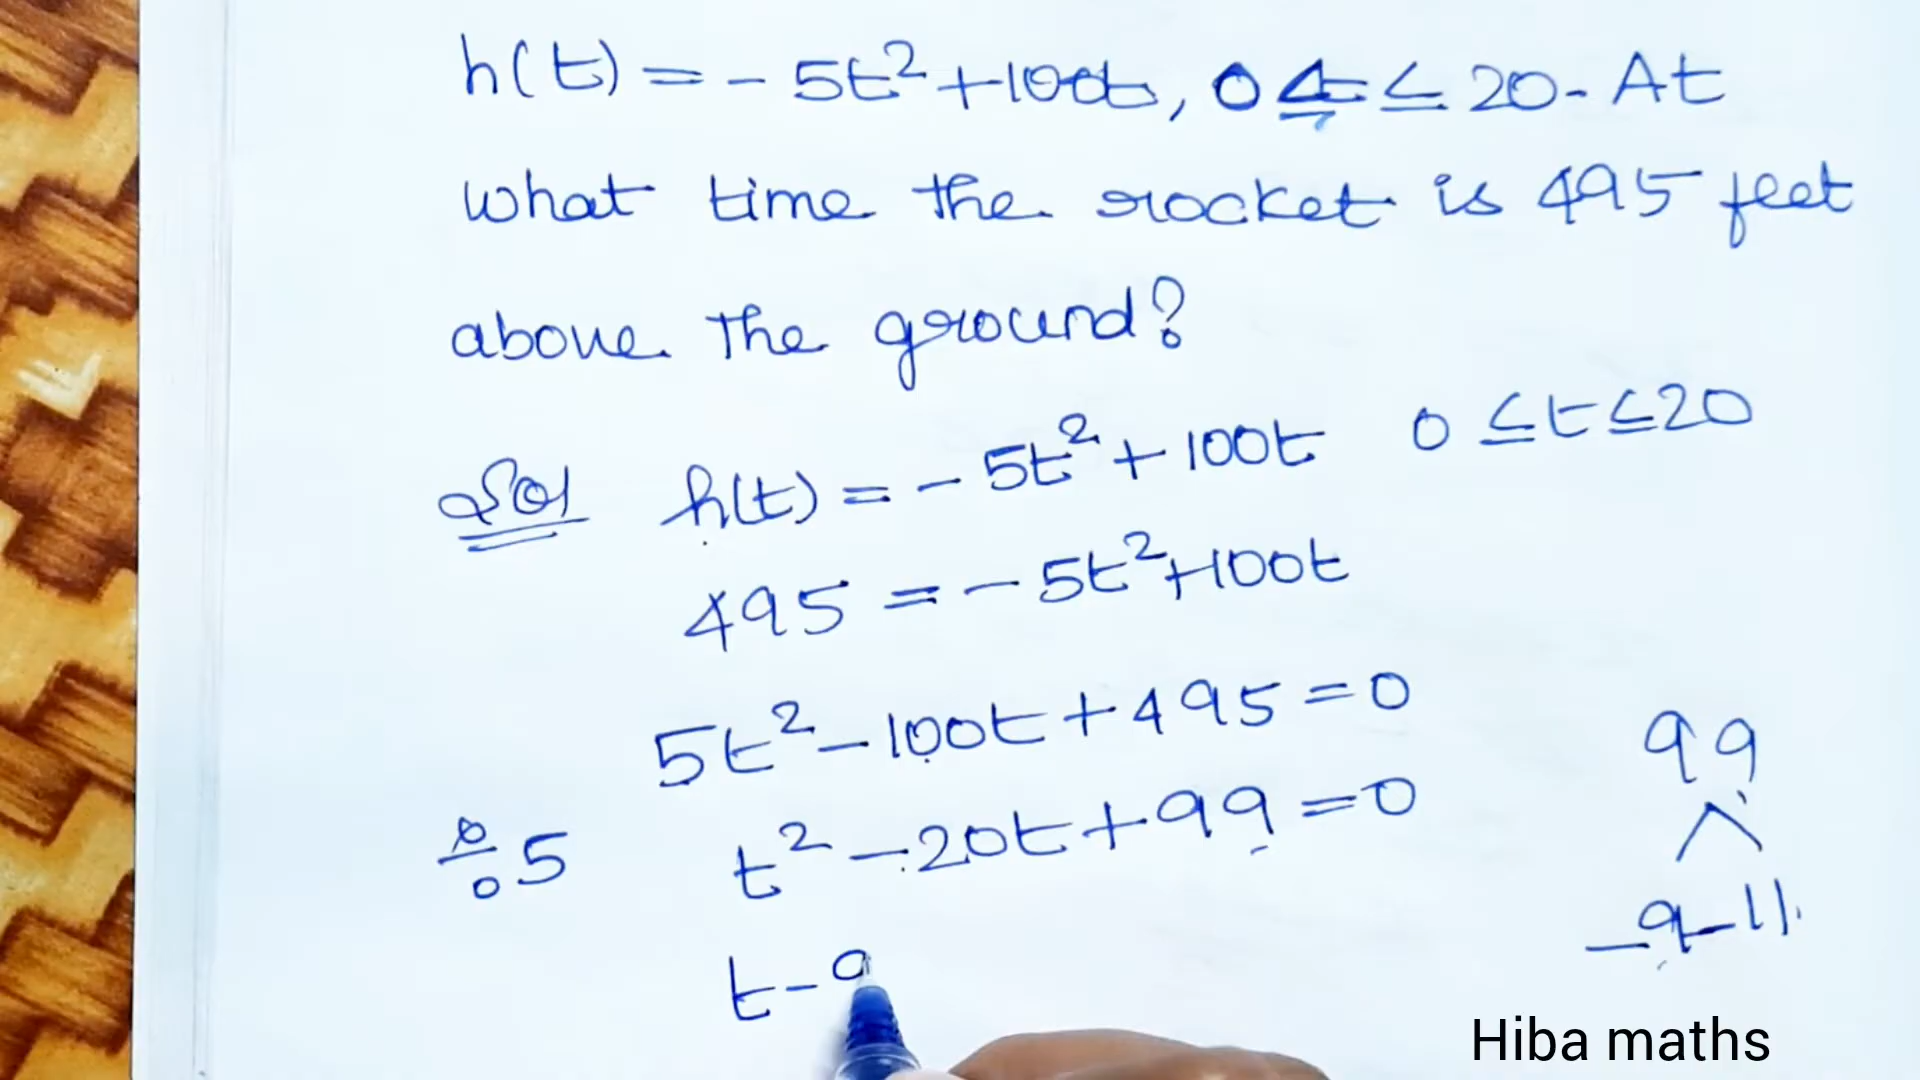 h(t) = - 5t² + 100t, 0 ≤ t ≤ 20. At
what time the rocket is 495 feet
above the ground?
Sol h(t) = - 5t² + 100t 0 ≤ t ≤ 20
495 = - 5t² + 100t
5t² - 100t + 495 = 0
÷ 5 t² - 20t + 99 = 0
99
-9 -11
t - 9
Hiba maths